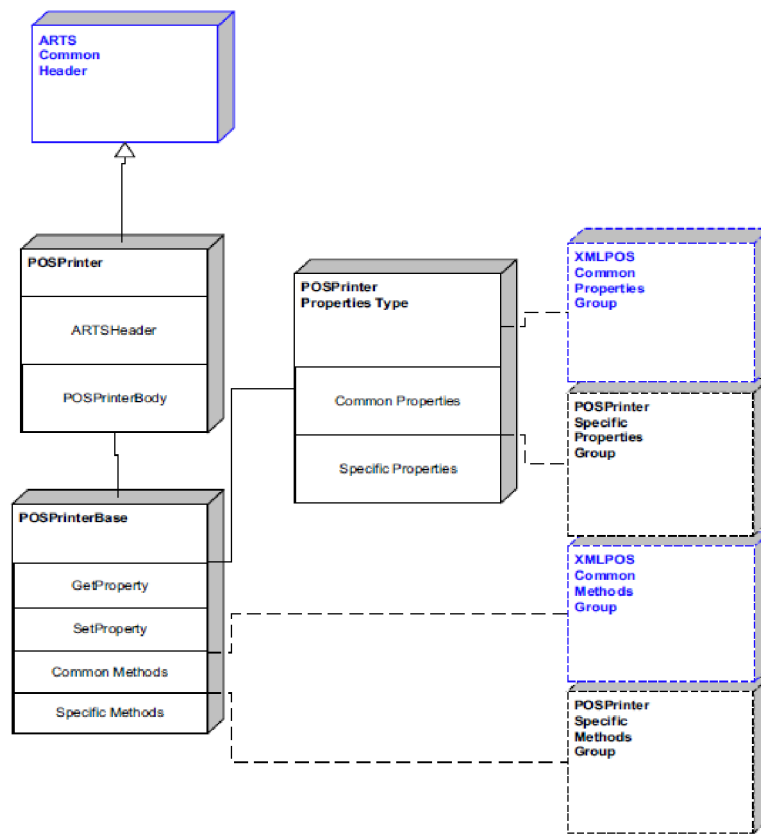 ARTS
Common
Header
POSPrinter
ARTSHeader
POSPrinterBody
POSPrinter
Properties Type
Common Properties
Specific Properties
XMLPOS
Common
Properties
Group
POSPrinter
Specific
Properties
Group
POSPrinterBase
GetProperty
SetProperty
Common Methods
Specific Methods
XMLPOS
Common
Methods
Group
POSPrinter
Specific
Methods
Group